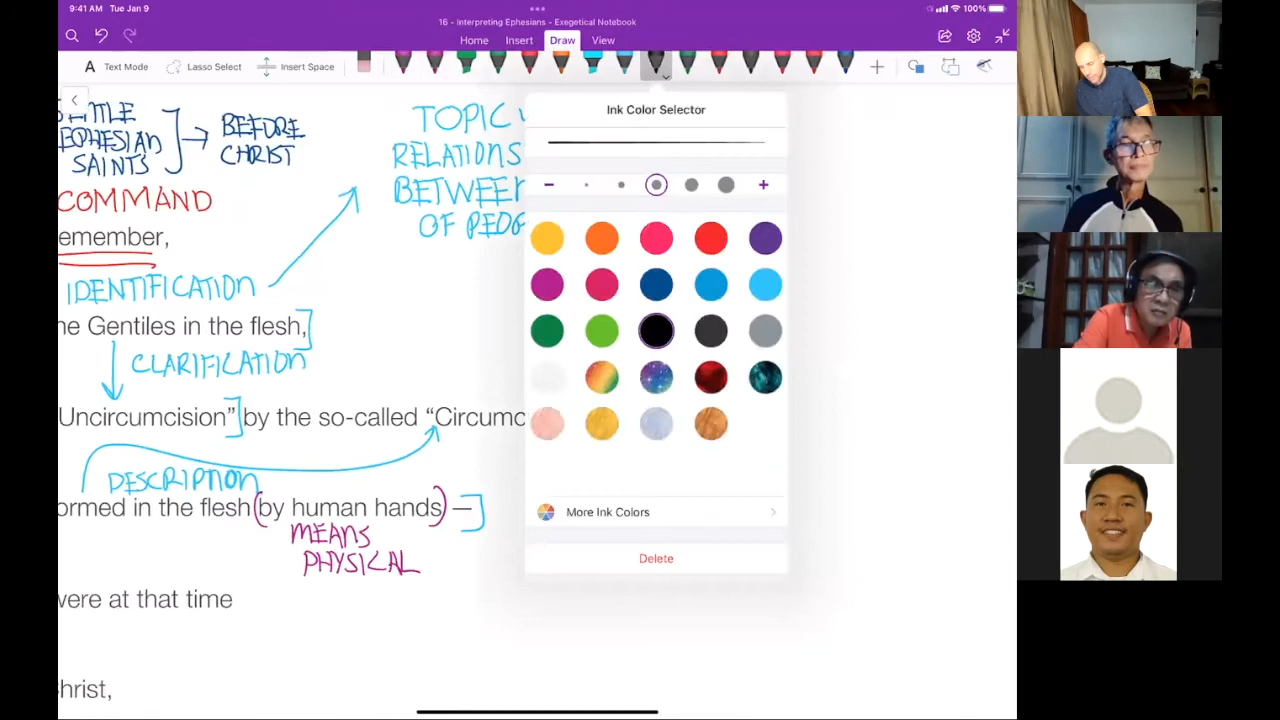 9:41 AM Tue Jan 9
100%
16 - Interpreting Ephesians - Exegetical Notebook
Home Insert Draw View
A Text Mode Lasso Select Insert Space
Ink Color Selector
EPHESIAN
SAINTS
BEFORE
CHRIST
TOPIC
RELATIONS
BETWEEN
OF PEOP
COMMAND
emember,
IDENTIFICATION
he Gentiles in the flesh,
CLARIFICATION
Uncircumcision” by the so-called “Circumc
DESCRIPTION
ormed in the flesh (by human hands) —
MEANS
PHYSICAL
More Ink Colors
Delete
were at that time
Christ,